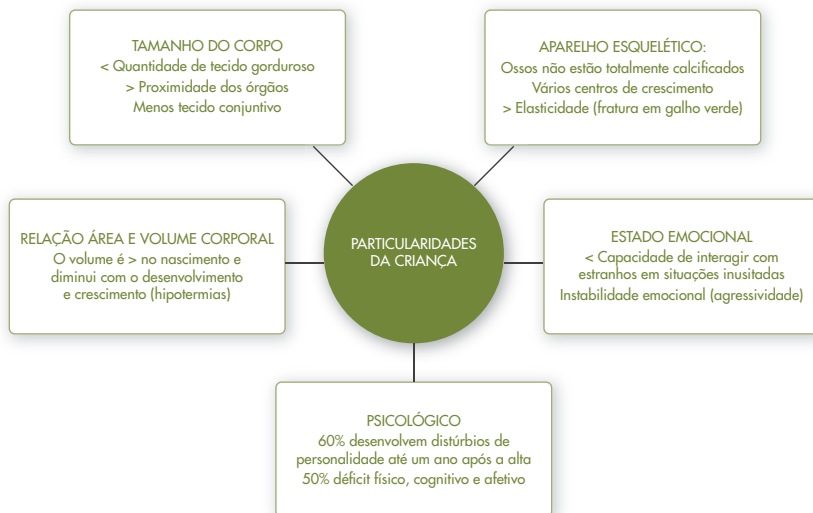 TAMANHO DO CORPO
< Quantidade de tecido gorduroso
> Proximidade dos órgãos
Menos tecido conjuntivo
APARELHO ESQUELÉTICO:
Ossos não estão totalmente calcificados
Vários centros de crescimento
> Elasticidade (fratura em galho verde)
RELAÇÃO ÁREA E VOLUME CORPORAL
O volume é > no nascimento e
diminui com o desenvolvimento
e crescimento (hipotermias)
PARTICULARIDADES
DA CRIANÇA
ESTADO EMOCIONAL
< Capacidade de interagir com
estranhos em situações inusitadas
Instabilidade emocional (agressividade)
PSICOLÓGICO
60% desenvolvem distúrbios de
personalidade até um ano após a alta
50% déficit físico, cognitivo e afetivo